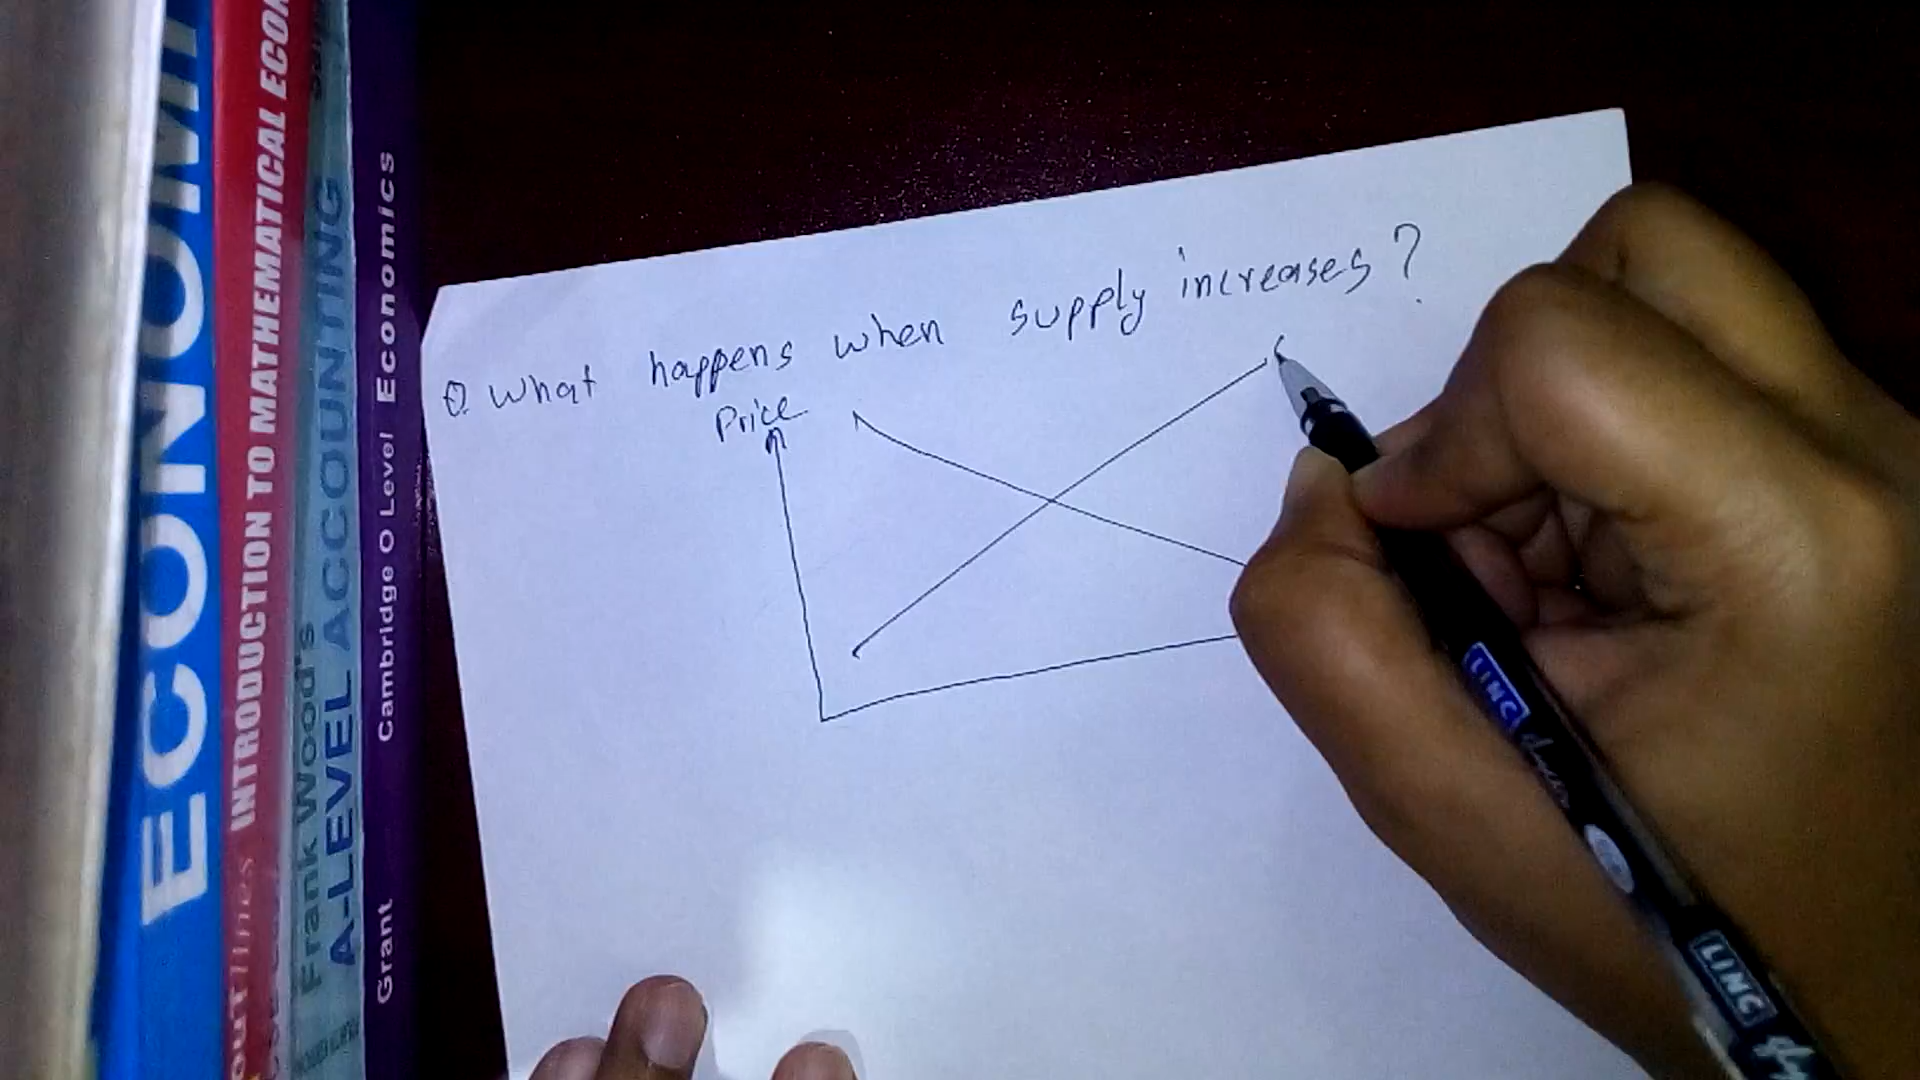 ECONOMI
outlines INTRODUCTION TO MATHEMATICAL ECON
Frank Wood's
A-LEVEL ACCOUNTING
Grant Cambridge O Level Economics
Q. What happens when supply increases?
Price
LINC
LINC